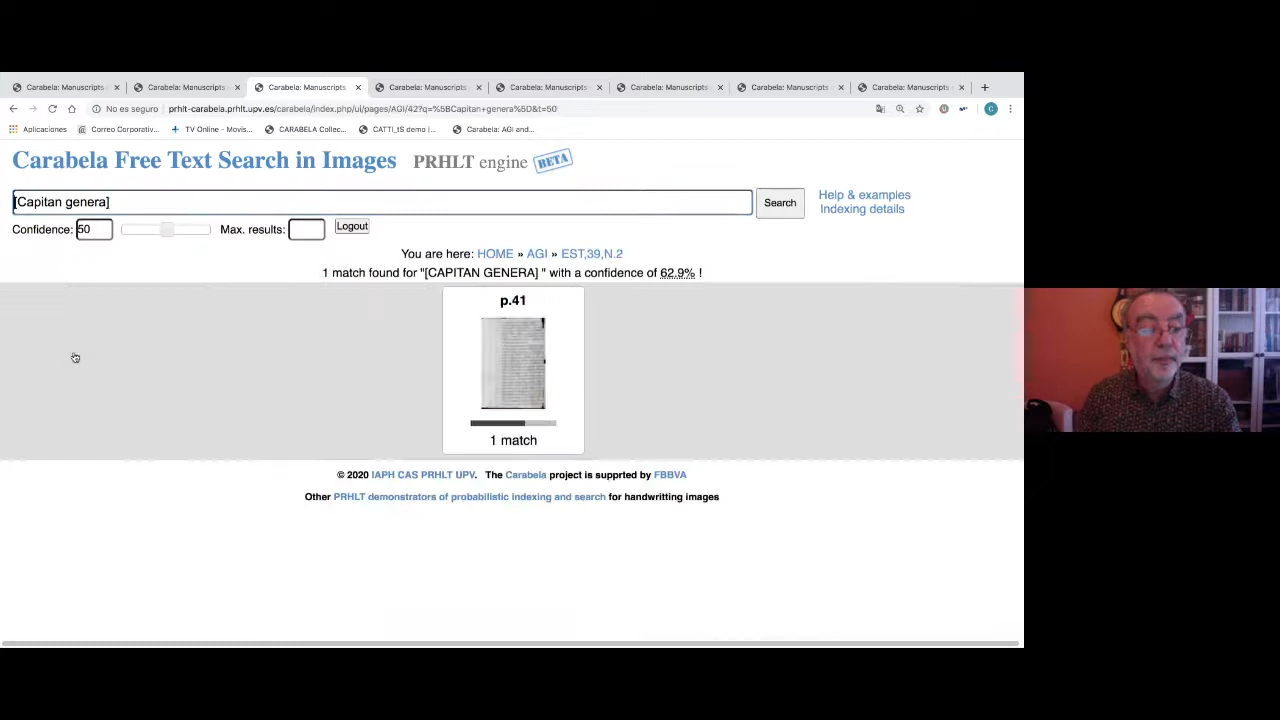 Carabela: Manuscripts Carabela: Manuscripts Carabela: Manuscripts Carabela: Manuscripts Carabela: Manuscripts Carabela: Manuscripts Carabela: Manuscripts Carabela: Manuscripts
No es seguro prhlt-carabela.prhlt.upv.es/carabela/index.php/ui/pages/AGI/42?q=%5BCapitan+genera%5D&t=50
Aplicaciones Correo Corporativ... TV Online - Movis... CARABELA Collec... CATTI_tS demo |... Carabela: AGI and...
Carabela Free Text Search in Images PRHLT engine BETA
[Capitan genera] Search Help & examples
Indexing details
Confidence: 50 Max. results: Logout
You are here: HOME » AGI » EST,39,N.2
1 match found for "[CAPITAN GENERA] " with a confidence of 62.9% !
p.41
1 match
© 2020 IAPH CAS PRHLT UPV. The Carabela project is supprted by FBBVA
Other PRHLT demonstrators of probabilistic indexing and search for handwritting images